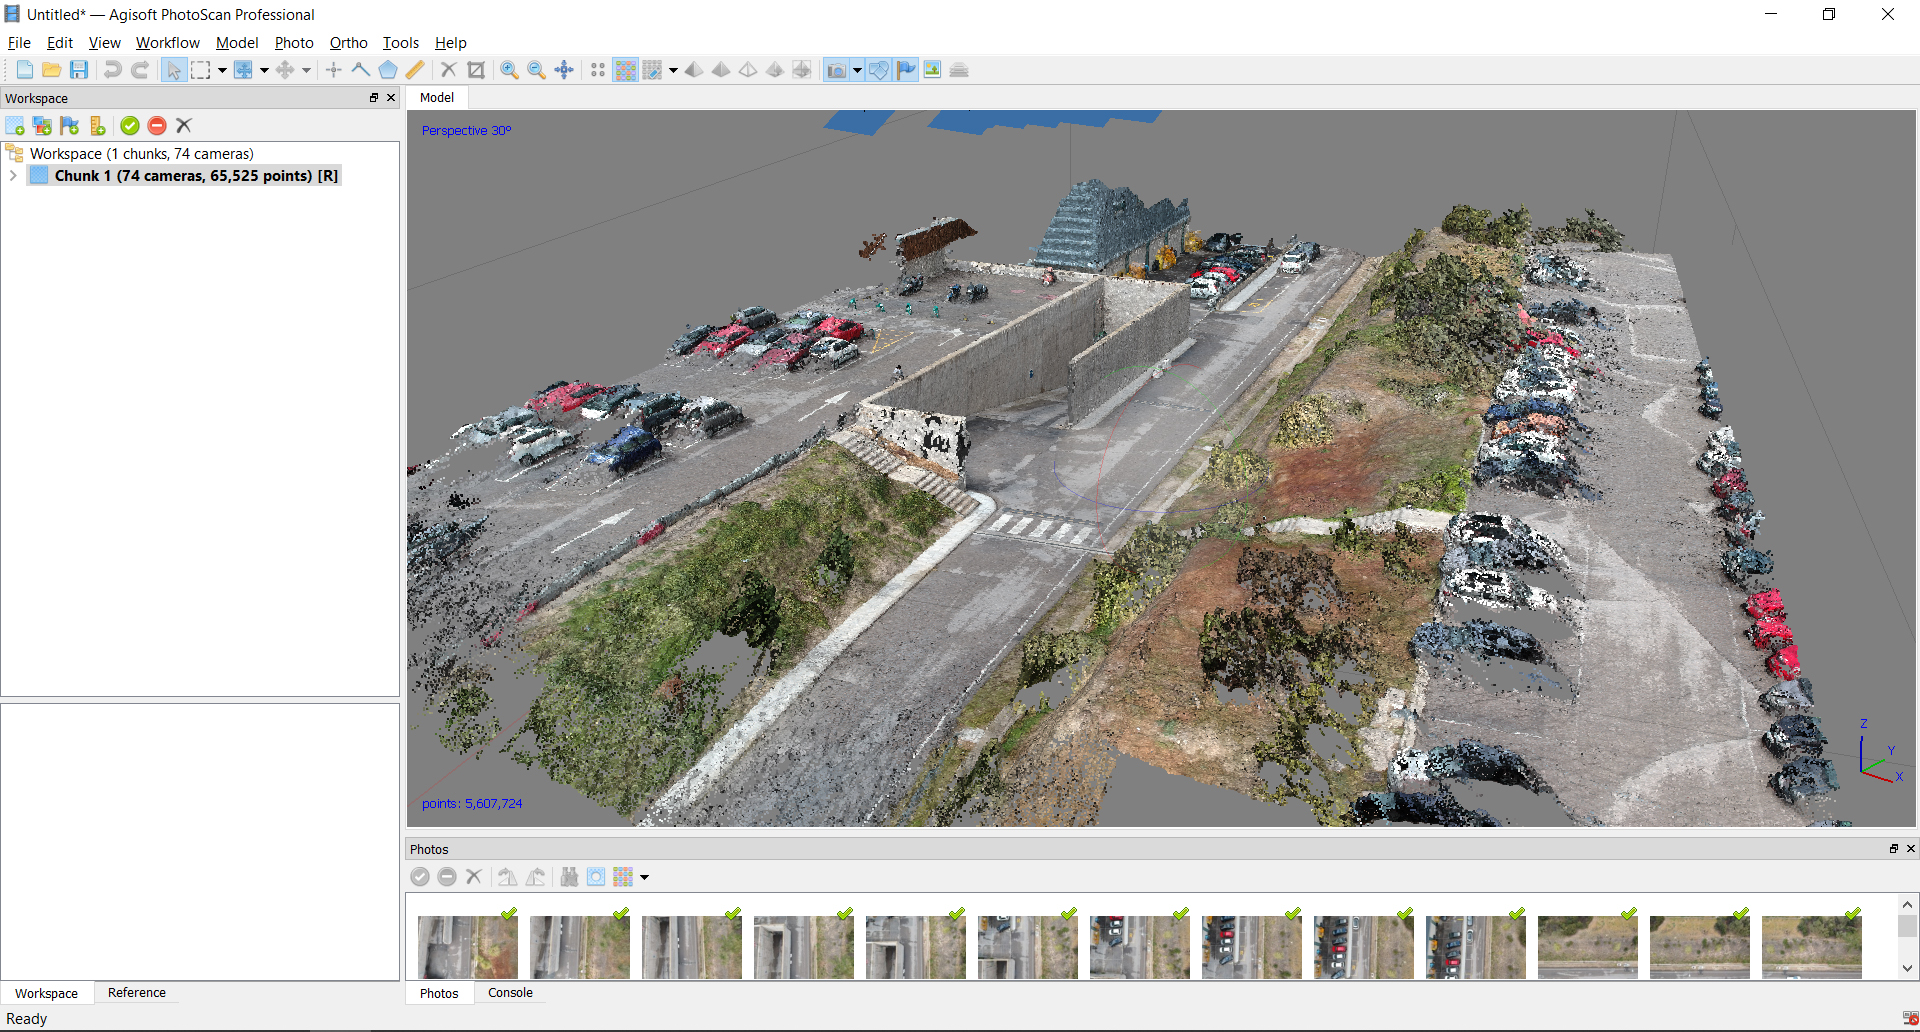 Untitled* — Agisoft PhotoScan Professional
File Edit View Workflow Model Photo Ortho Tools Help
Workspace
Model
Perspective 30°
Workspace (1 chunks, 74 cameras)
Chunk 1 (74 cameras, 65,525 points) [R]
Z
Y
X
points: 5,607,724
Photos
Workspace Reference
Photos Console
Ready